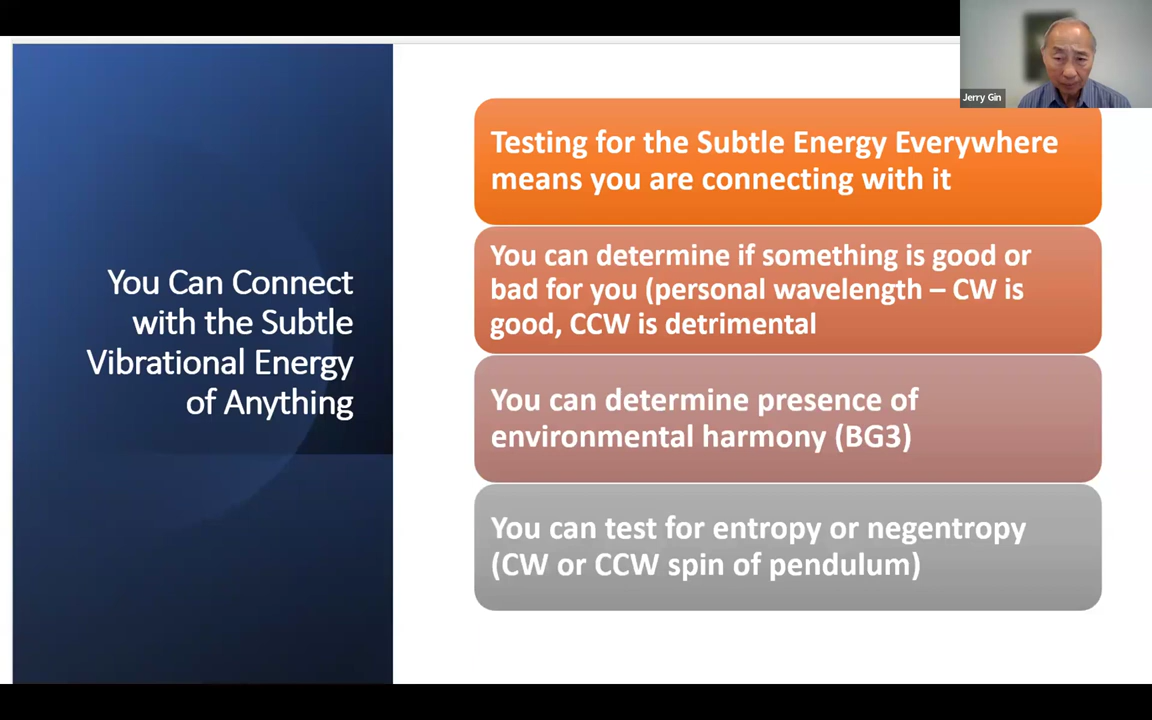 You Can Connect
with the Subtle
Vibrational Energy
of Anything
Testing for the Subtle Energy Everywhere
means you are connecting with it
You can determine if something is good or
bad for you (personal wavelength – CW is
good, CCW is detrimental
You can determine presence of
environmental harmony (BG3)
You can test for entropy or negentropy
(CW or CCW spin of pendulum)
Jerry Gin